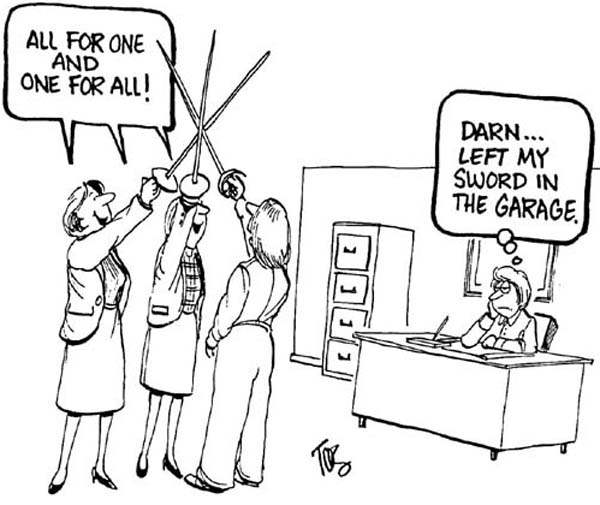 ALL FOR ONE
AND
ONE FOR ALL!
DARN...
LEFT MY
SWORD IN
THE GARAGE.